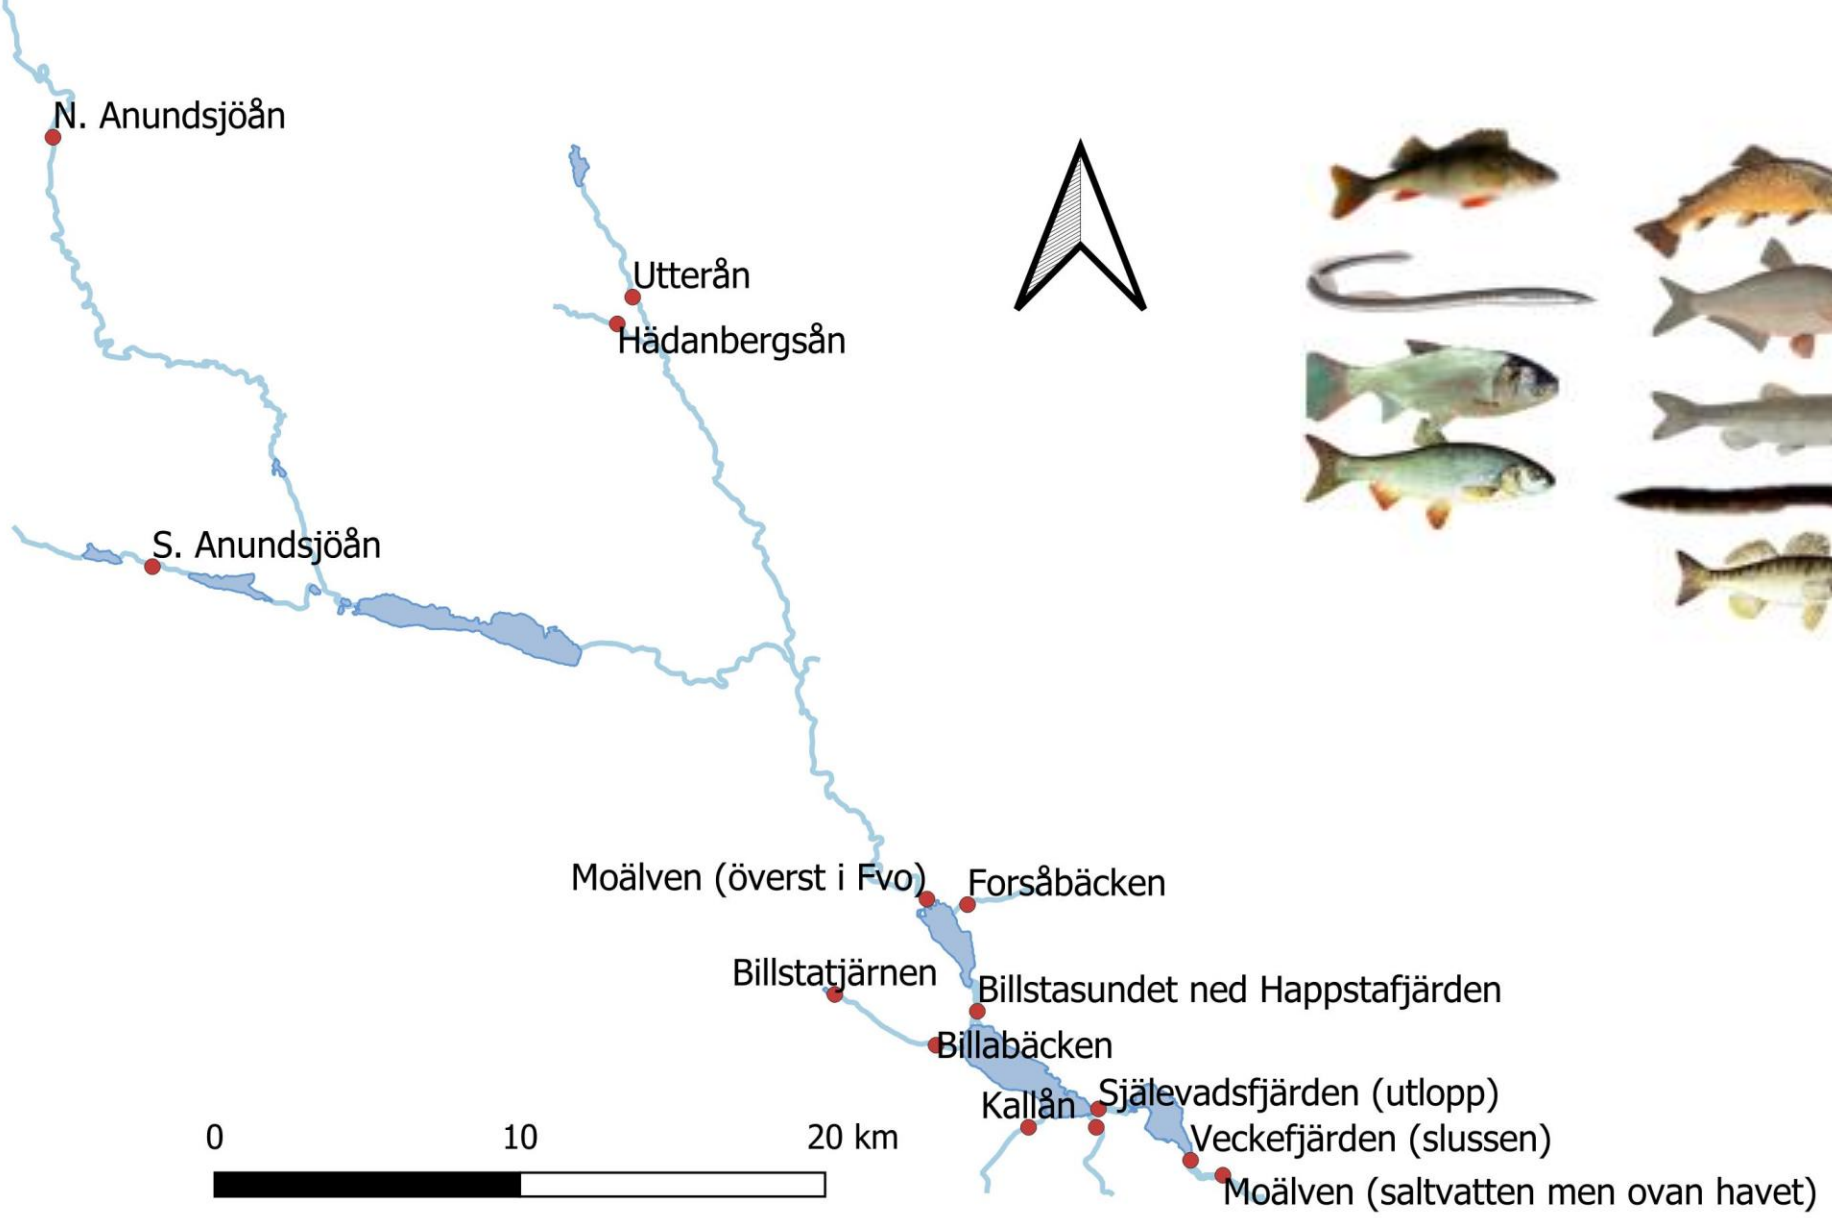 N. Anundsjöån
Utterån
Hädanbergsån
S. Anundsjöån
Moälven (överst i Fvo)
Forsåbäcken
Billstatjärnen
Billstasundet ned Happstafjärden
Billabäcken
Själevadsfjärden (utlopp)
Kallån
Veckefjärden (slussen)
0 10 20 km
Moälven (saltvatten men ovan havet)